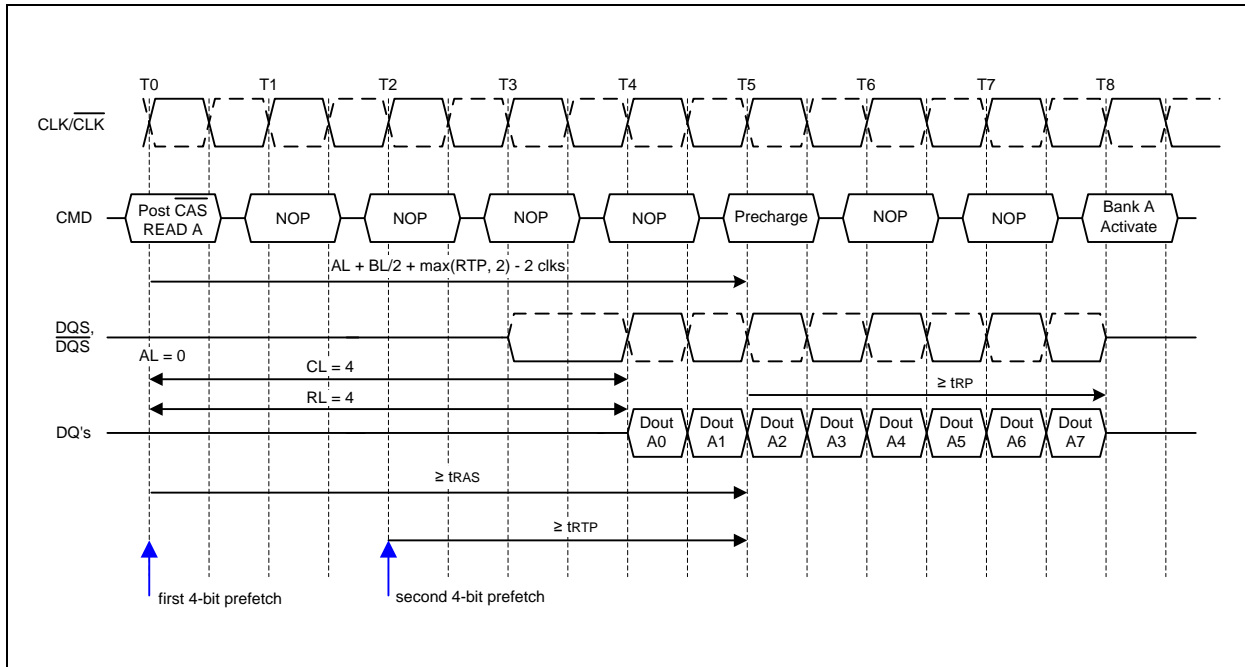 T0 T1 T2 T3 T4 T5 T6 T7 T8
CLK/CLK
CMD
Post CAS
READ A
NOP
NOP
NOP
NOP
Precharge
NOP
NOP
Bank A
Activate
AL + BL/2 + max(RTP, 2) - 2 clks
DQS,
DQS
AL = 0
CL = 4
≥ tRP
RL = 4
DQ's
Dout
A0
Dout
A1
Dout
A2
Dout
A3
Dout
A4
Dout
A5
Dout
A6
Dout
A7
≥ tRAS
≥ tRTP
first 4-bit prefetch
second 4-bit prefetch